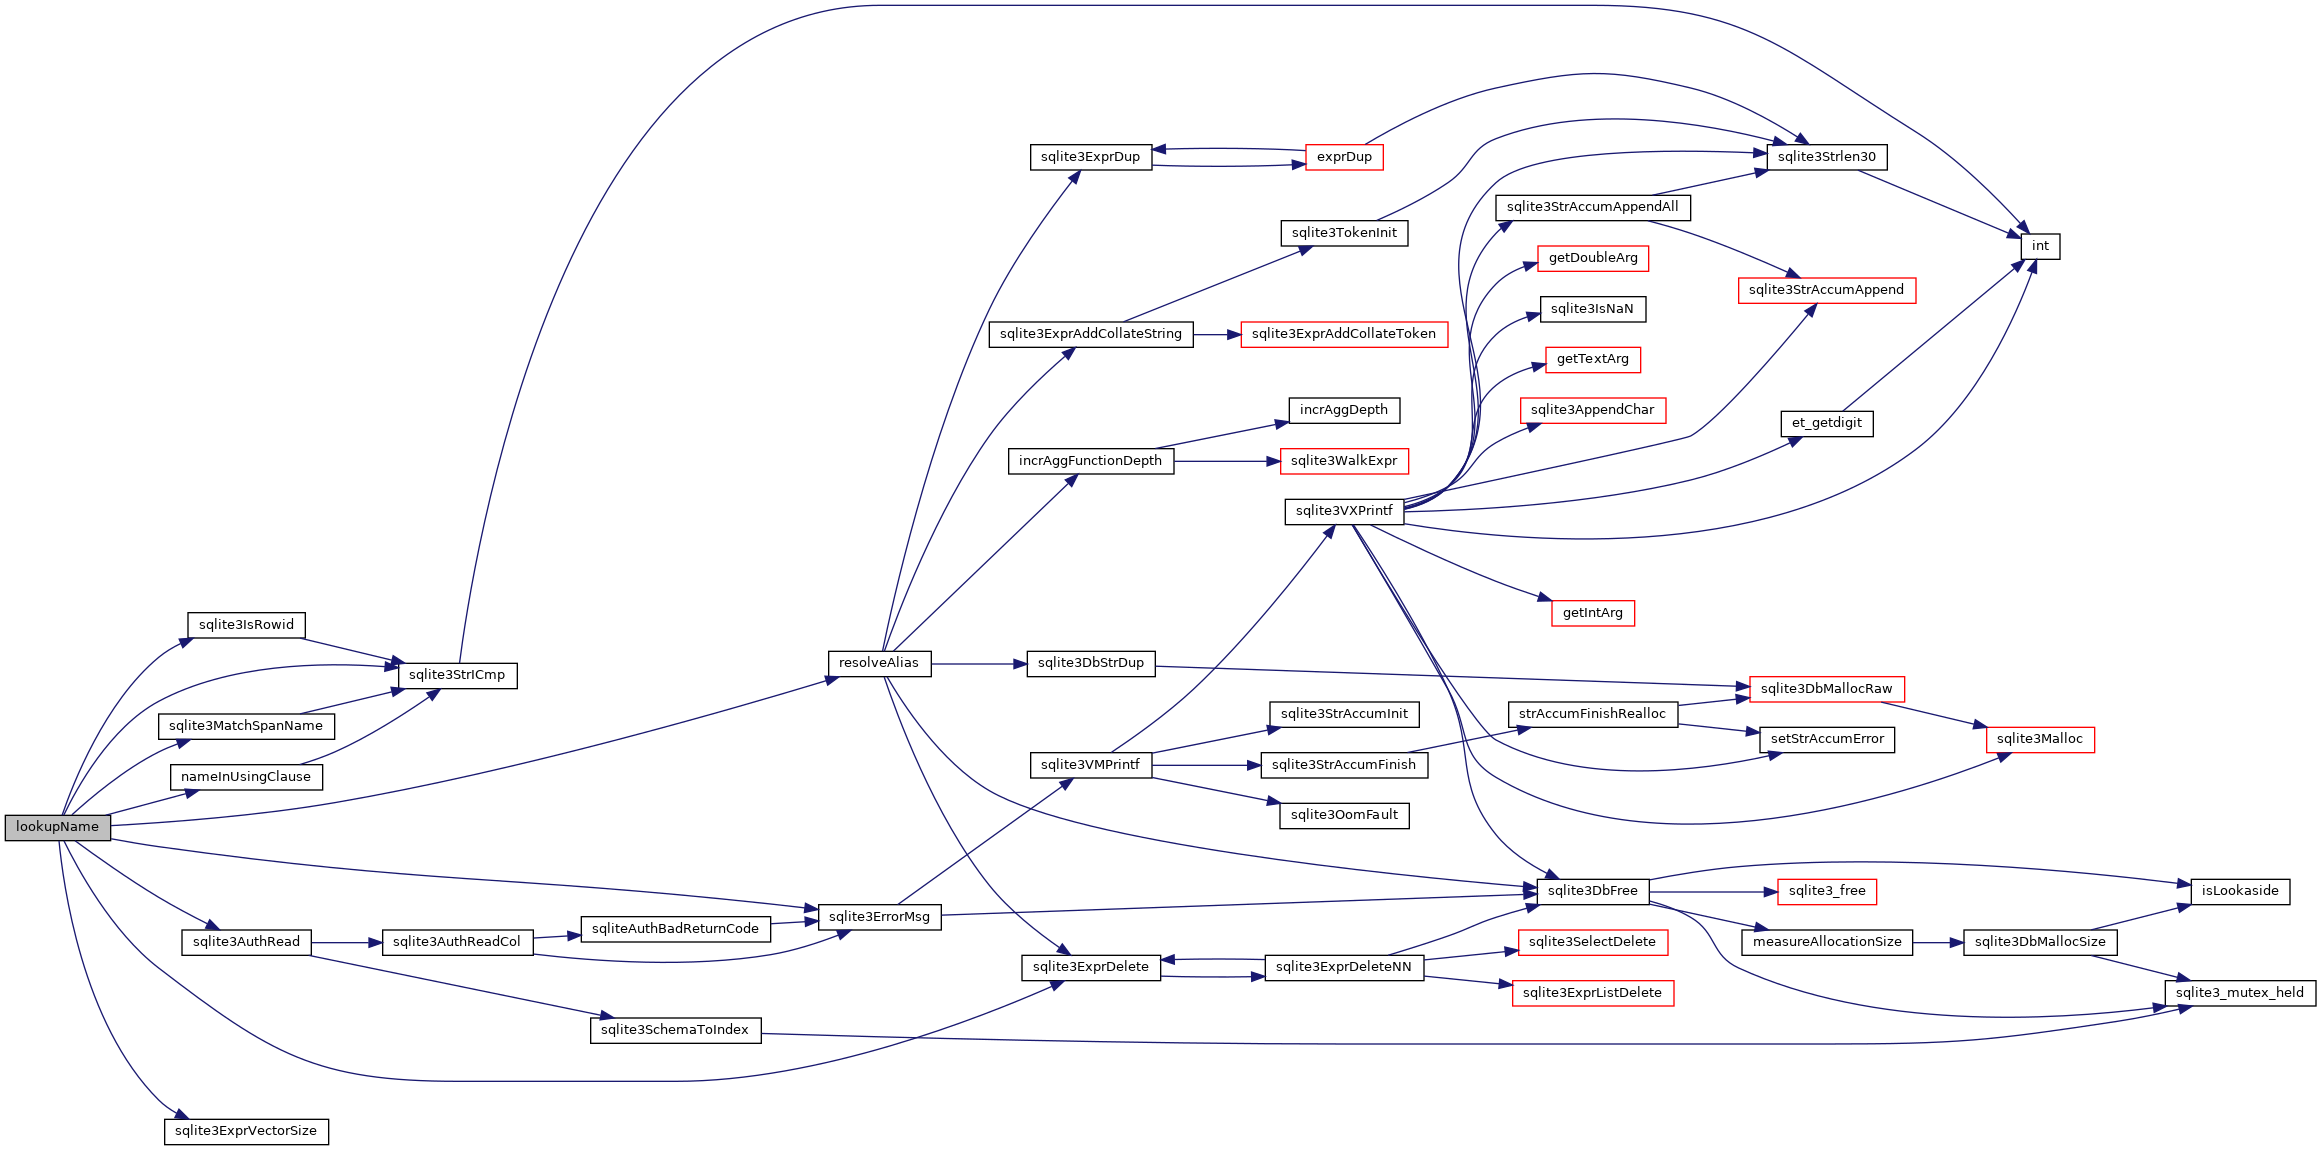 lookupName
sqlite3IsRowid
sqlite3StrICmp
sqlite3MatchSpanName
nameInUsingClause
sqlite3AuthRead
sqlite3AuthReadCol
sqliteAuthBadReturnCode
sqlite3SchemaToIndex
sqlite3ExprVectorSize
resolveAlias
sqlite3ErrorMsg
sqlite3ExprDup
exprDup
sqlite3ExprAddCollateString
sqlite3TokenInit
sqlite3ExprAddCollateToken
incrAggFunctionDepth
incrAggDepth
sqlite3WalkExpr
sqlite3DbStrDup
sqlite3VMPrintf
sqlite3VXPrintf
sqlite3StrAccumInit
sqlite3StrAccumFinish
sqlite3OomFault
sqlite3ExprDelete
sqlite3ExprDeleteNN
sqlite3StrAccumAppendAll
getDoubleArg
sqlite3IsNaN
getTextArg
sqlite3AppendChar
getIntArg
strAccumFinishRealloc
sqlite3DbFree
sqlite3SelectDelete
sqlite3ExprListDelete
sqlite3Strlen30
sqlite3StrAccumAppend
et_getdigit
sqlite3DbMallocRaw
setStrAccumError
sqlite3_free
measureAllocationSize
int
sqlite3Malloc
sqlite3DbMallocSize
isLookaside
sqlite3_mutex_held